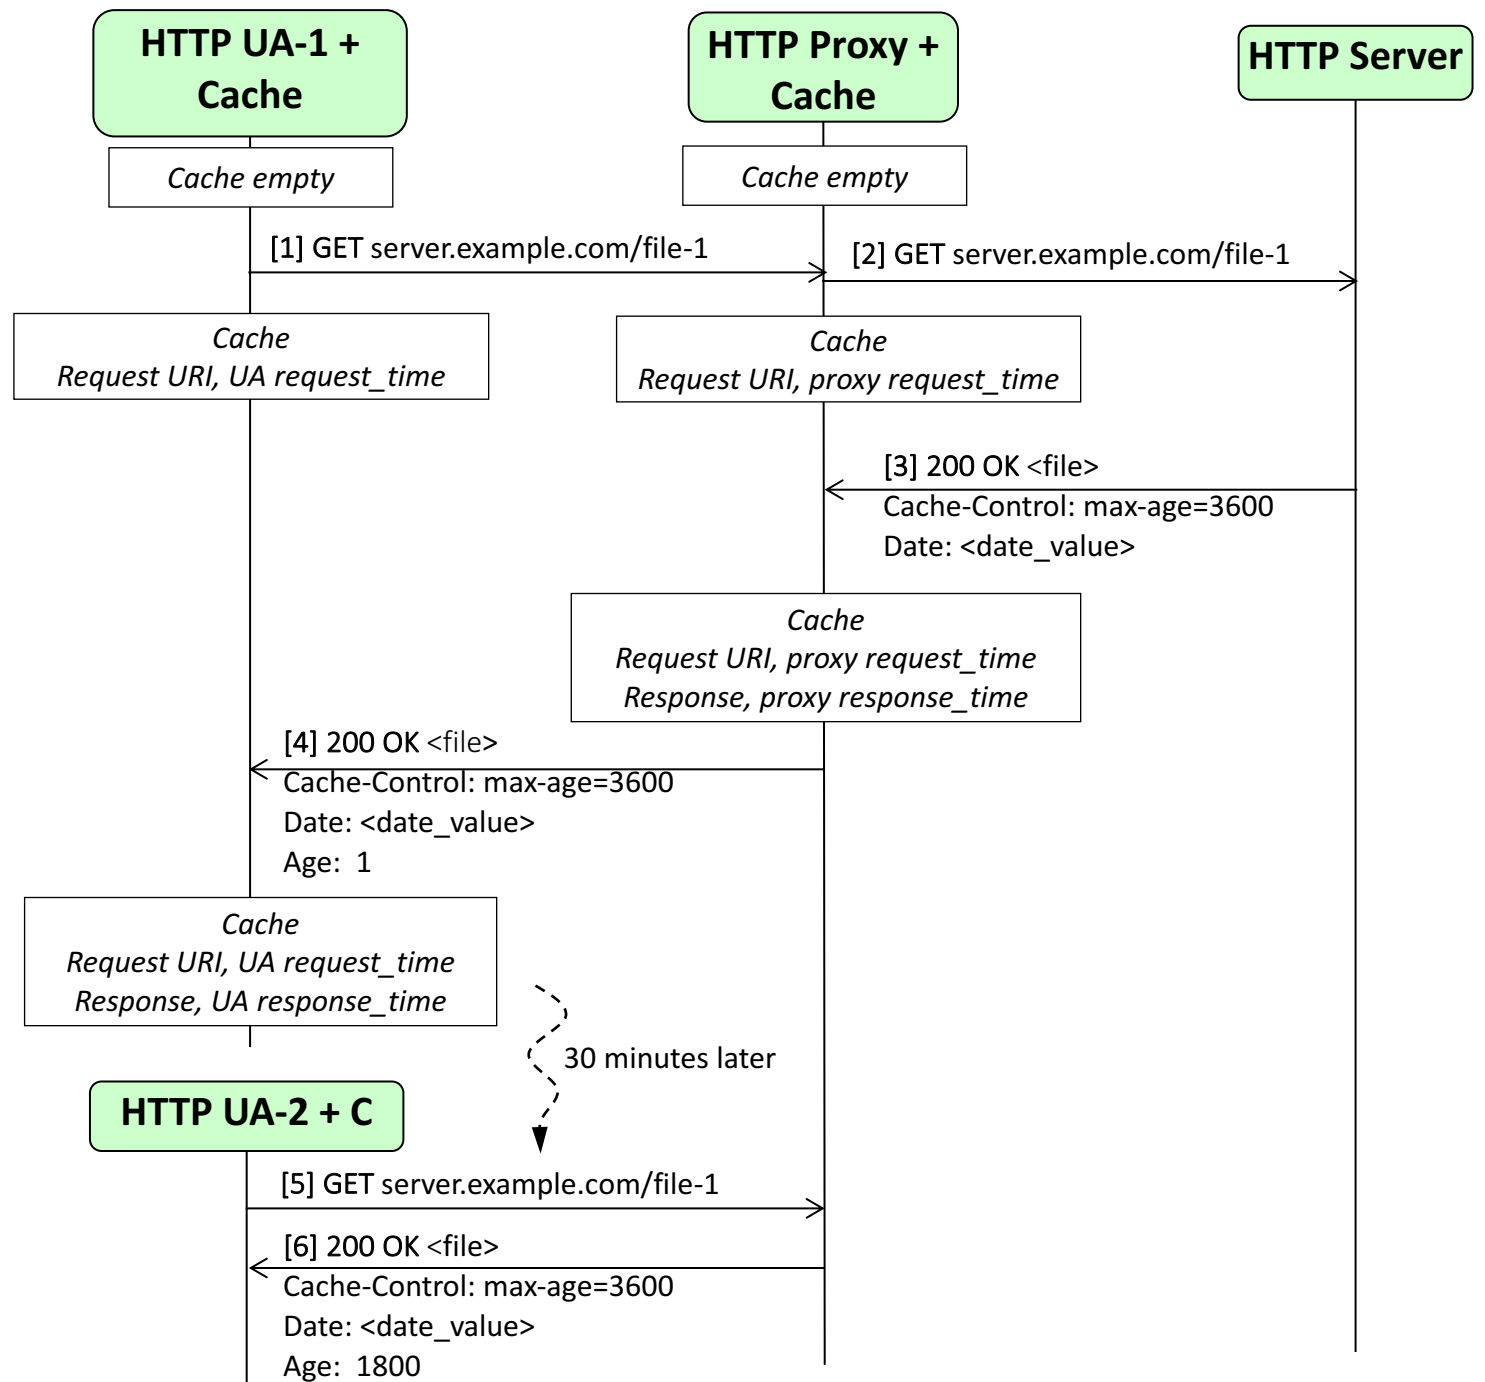 HTTP UA-1 +
Cache
HTTP Proxy +
Cache
HTTP Server
Cache empty
Cache empty
[1] GET server.example.com/file-1
[2] GET server.example.com/file-1
Cache
Request URI, UA request_time
Cache
Request URI, proxy request_time
[3] 200 OK <file>
Cache-Control: max-age=3600
Date: <date_value>
Cache
Request URI, proxy request_time
Response, proxy response_time
[4] 200 OK <file>
Cache-Control: max-age=3600
Date: <date_value>
Age: 1
Cache
Request URI, UA request_time
Response, UA response_time
30 minutes later
HTTP UA-2 + C
[5] GET server.example.com/file-1
[6] 200 OK <file>
Cache-Control: max-age=3600
Date: <date_value>
Age: 1800